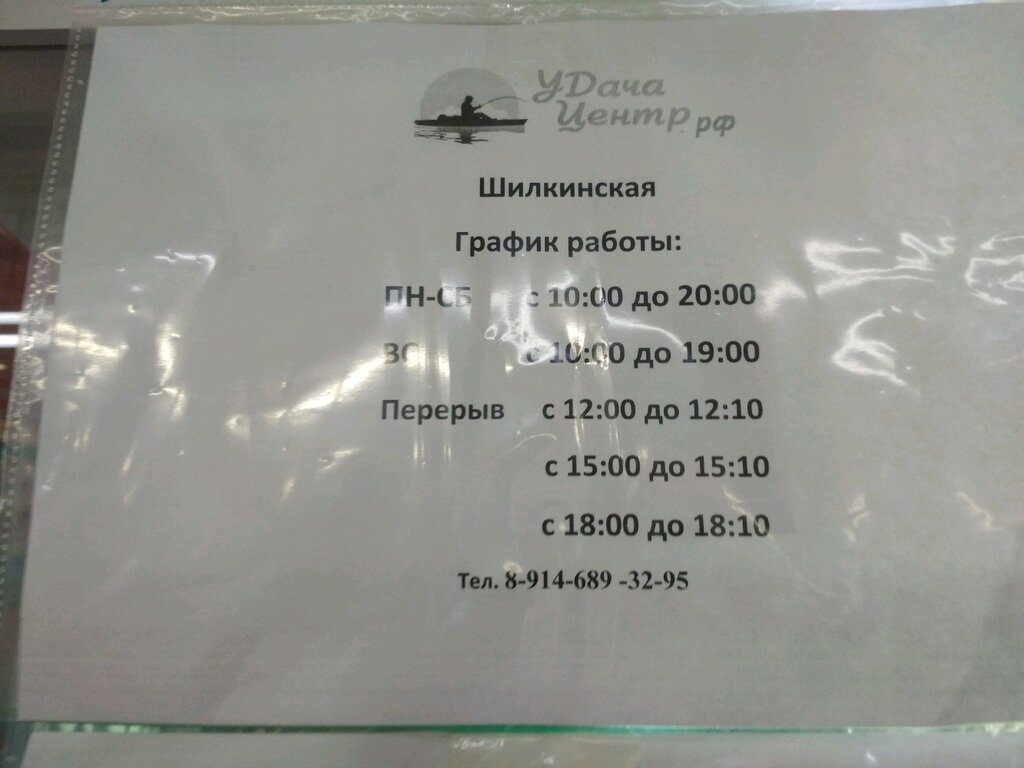 УДача
Центр.рф
Шилкинская
График работы:
ПН-СБ с 10:00 до 20:00
ВС с 10:00 до 19:00
Перерыв с 12:00 до 12:10
с 15:00 до 15:10
с 18:00 до 18:10
Тел. 8-914-689 -32-95